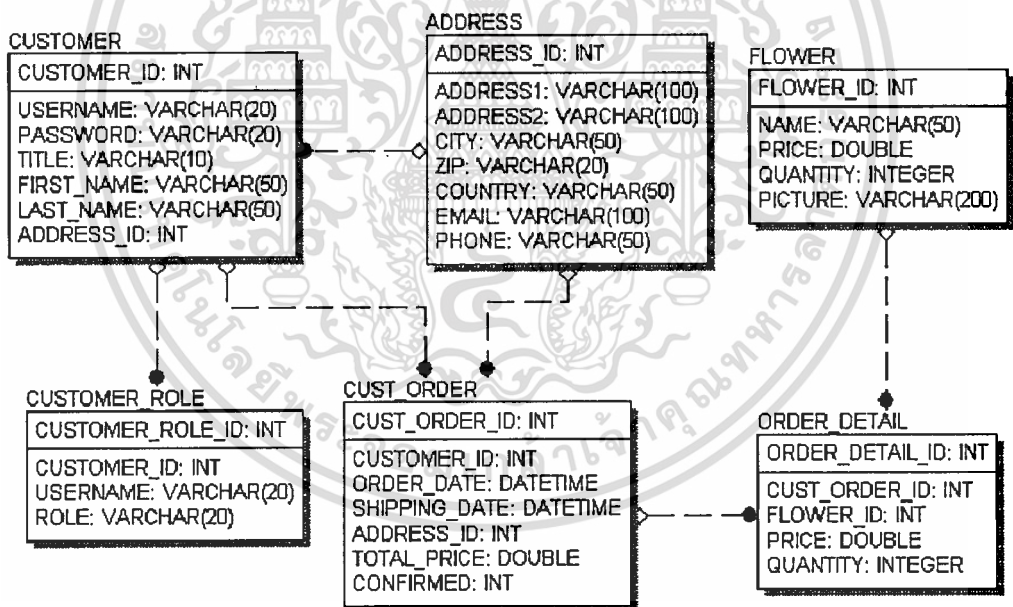 CUSTOMER
CUSTOMER_ID: INT
USERNAME: VARCHAR(20)
PASSWORD: VARCHAR(20)
TITLE: VARCHAR(10)
FIRST_NAME: VARCHAR(50)
LAST_NAME: VARCHAR(50)
ADDRESS_ID: INT
ADDRESS
ADDRESS_ID: INT
ADDRESS1: VARCHAR(100)
ADDRESS2: VARCHAR(100)
CITY: VARCHAR(50)
ZIP: VARCHAR(20)
COUNTRY: VARCHAR(50)
EMAIL: VARCHAR(100)
PHONE: VARCHAR(50)
FLOWER
FLOWER_ID: INT
NAME: VARCHAR(50)
PRICE: DOUBLE
QUANTITY: INTEGER
PICTURE: VARCHAR(200)
CUSTOMER_ROLE
CUSTOMER_ROLE_ID: INT
CUSTOMER_ID: INT
USERNAME: VARCHAR(20)
ROLE: VARCHAR(20)
CUST_ORDER
CUST_ORDER_ID: INT
CUSTOMER_ID: INT
ORDER_DATE: DATETIME
SHIPPING_DATE: DATETIME
ADDRESS_ID: INT
TOTAL_PRICE: DOUBLE
CONFIRMED: INT
ORDER_DETAIL
ORDER_DETAIL_ID: INT
CUST_ORDER_ID: INT
FLOWER_ID: INT
PRICE: DOUBLE
QUANTITY: INTEGER